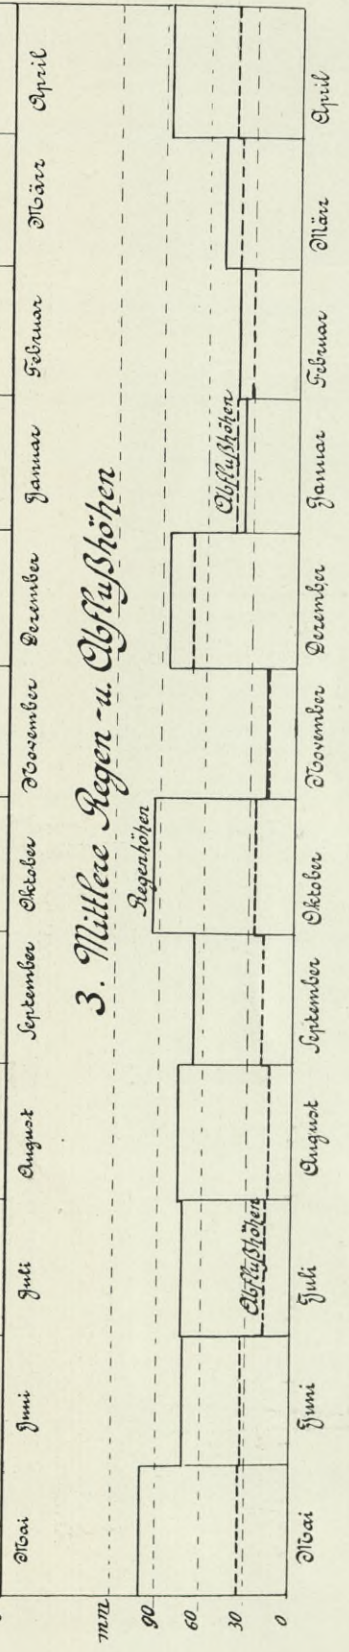 Mai Juni Juli August September Oktober November Dezember Januar Februar März April
3. Mittlere Regen- u. Abflußhöhen
mm
90
60
30
0
Regenhöhen
Abflußhöhen
Abflußhöhen
Mai Juni Juli August September Oktober November Dezember Januar Februar März April